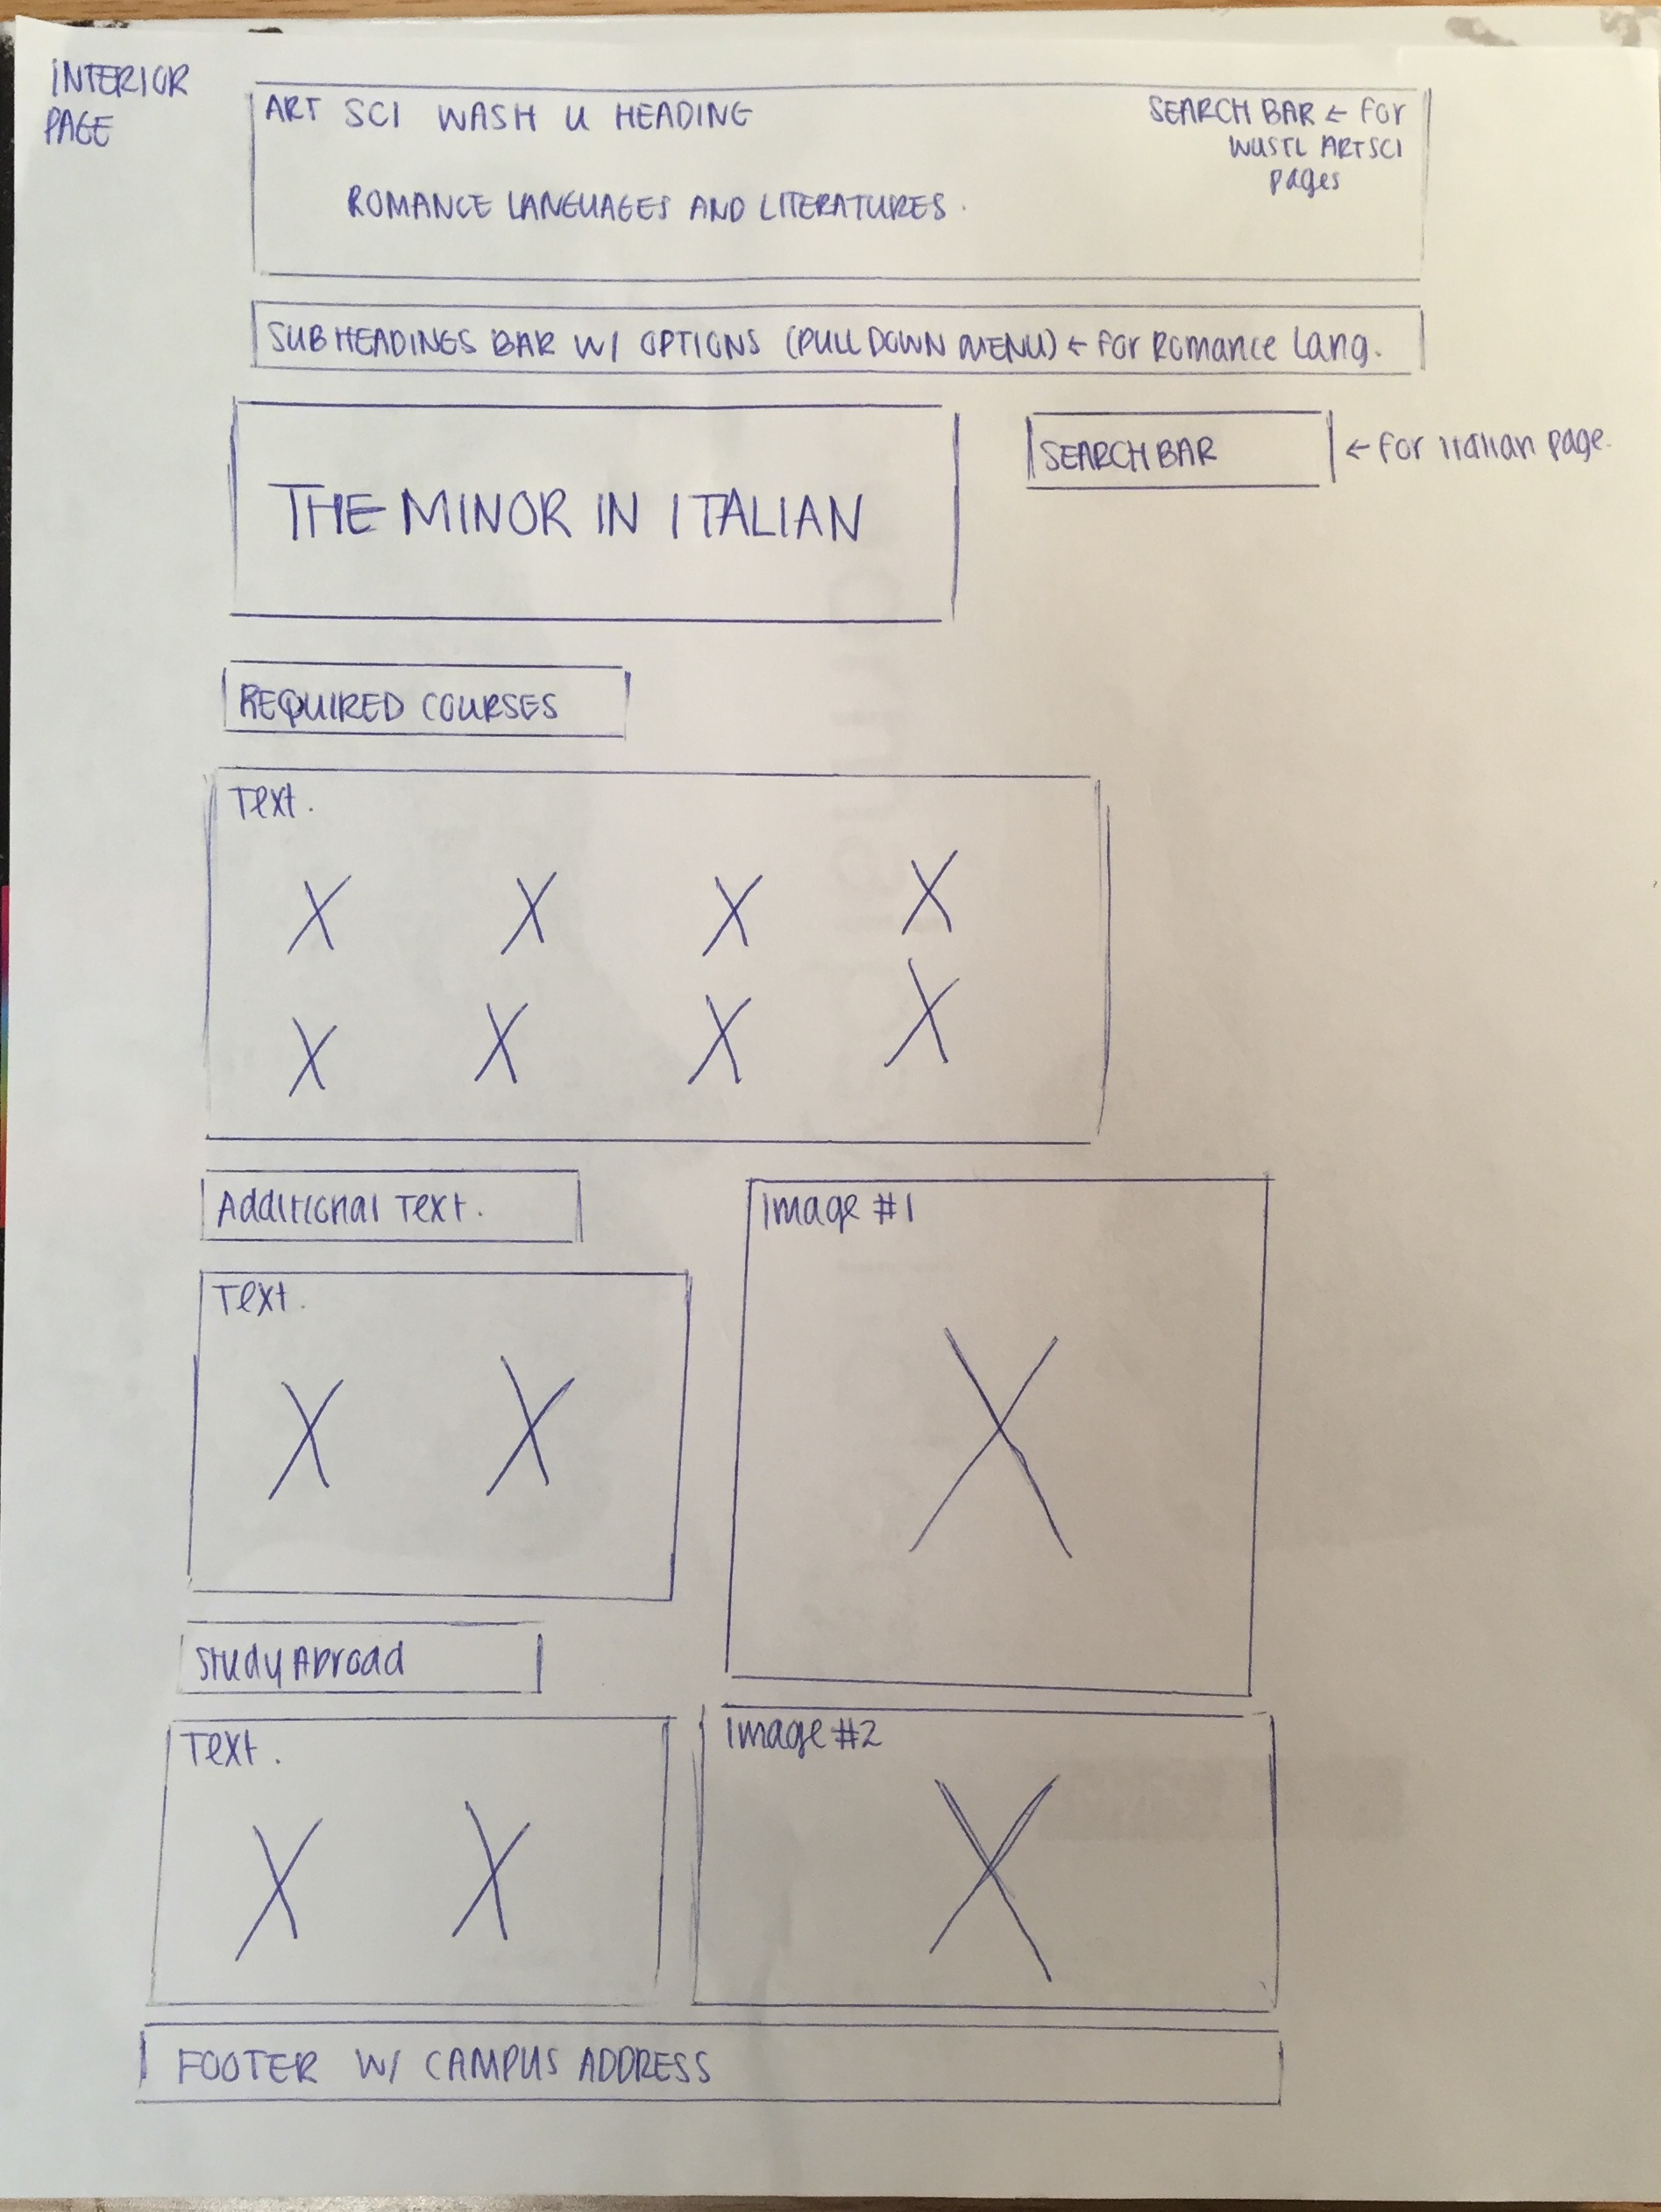 INTERIOR
PAGE
ART SCI WASH U HEADING
SEARCH BAR ← For
WUSTL ARTSCI
pages
ROMANCE LANGUAGES AND LITERATURES.
SUBHEADINGS BAR W/ OPTIONS (PULL DOWN MENU) ← For Romance Lang.
THE MINOR IN ITALIAN
SEARCH BAR
← For Italian page.
REQUIRED COURSES
Text.
X X X X
X X X X
Additional Text.
Image #1
Text.
X X
X
Study Abroad
Text.
Image #2
X X
X
FOOTER W/ CAMPUS ADDRESS